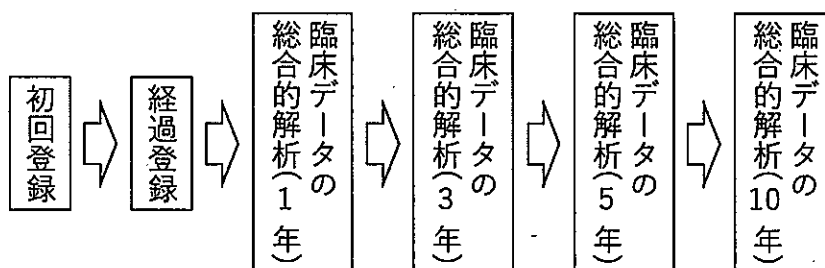 初回登録
経過登録
臨床データの
総合的解析(1年)
臨床データの
総合的解析(3年)
臨床データの
総合的解析(5年)
臨床データの
総合的解析(10年)